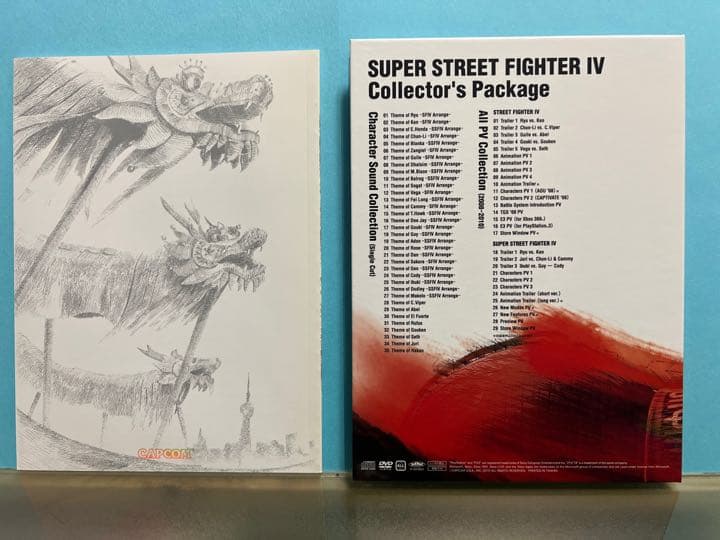 CAPCOM
SUPER STREET FIGHTER IV
Collector's Package
Character Sound Collection (Single Cut)
01 Theme of Ryu -SFIV Arrange-
02 Theme of Ken -SFIV Arrange-
03 Theme of E.Honda -SSFIV Arrange-
04 Theme of Chun-Li -SFIV Arrange-
05 Theme of Blanka -SSFIV Arrange-
06 Theme of Zangief -SFIV Arrange-
07 Theme of Guile -SFIV Arrange-
08 Theme of Dhalsim -SSFIV Arrange-
09 Theme of M.Bison -SSFIV Arrange-
10 Theme of Balrog -SSFIV Arrange-
11 Theme of Sagat -SFIV Arrange-
12 Theme of Vega -SFIV Arrange-
13 Theme of Fei Long -SSFIV Arrange-
14 Theme of Cammy -SFIV Arrange-
15 Theme of T.Hawk -SFIV Arrange-
16 Theme of Dee Jay -SSFIV Arrange-
17 Theme of Gouki -SFIV Arrange-
18 Theme of Guy -SSFIV Arrange-
19 Theme of Adon -SSFIV Arrange-
20 Theme of Rose -SFIV Arrange-
21 Theme of Dan -SSFIV Arrange-
22 Theme of Sakura -SFIV Arrange-
23 Theme of Gen -SSFIV Arrange-
24 Theme of Cody -SSFIV Arrange-
25 Theme of Ibuki -SSFIV Arrange-
26 Theme of Dudley -SSFIV Arrange-
27 Theme of Makoto -SSFIV Arrange-
28 Theme of C.Viper
29 Theme of Abel
30 Theme of El Fuerte
31 Theme of Rufus
32 Theme of Gouken
33 Theme of Seth
34 Theme of Juri
35 Theme of Hakan
All PV Collection (2008-2010)
STREET FIGHTER IV
01 Trailer 1 Ryu vs. Ken
02 Trailer 2 Chun-Li vs. C.Viper
03 Trailer 3 Guile vs. Abel
04 Trailer 4 Gouki vs. Gouken
05 Trailer 5 Vega vs. Seth
06 Animation PV 1
07 Animation PV 2
08 Animation PV 3
09 Animation PV 4
10 Animation Trailer
11 Characters PV 1 (AOU '08)
12 Characters PV 2 (CAPTIVATE '08)
13 Battle System Introduction PV
14 TGS '08 PV
15 E3 PV (for Xbox 360)
16 E3 PV (for PlayStation 3)
17 Store Window PV
SUPER STREET FIGHTER IV
18 Trailer 1 Ryu vs. Ken
19 Trailer 2 Juri vs. Chun-Li & Cammy
20 Trailer 3 Ibuki vs. Guy — Cody
21 Characters PV 1
22 Characters PV 2
23 Characters PV 3
24 Animation Trailer (short ver.)
25 Animation Trailer (long ver.)
26 New Modes PV
27 New Features PV
28 Preview PV
29 Store Window PV
DVD